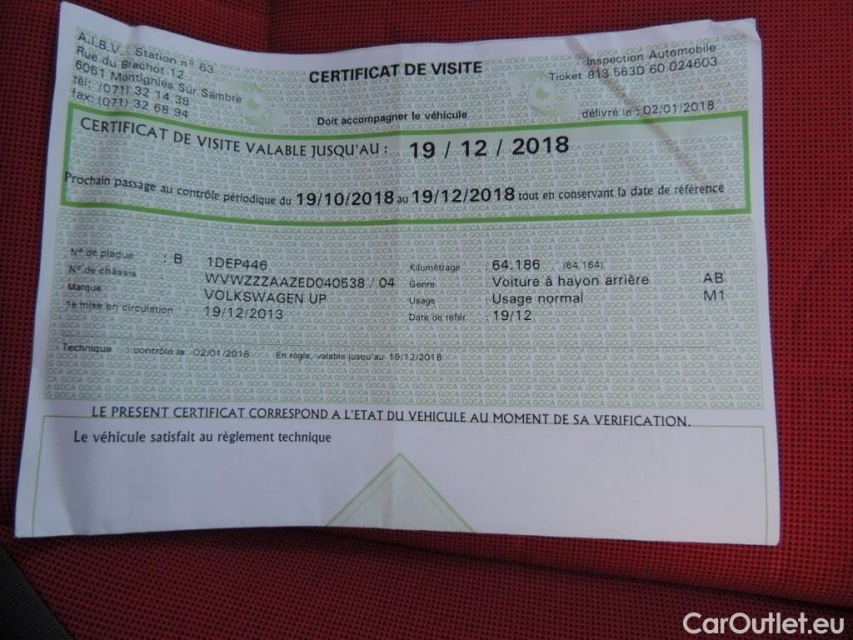 A.I.B.V. Station n° 63
Rue du Bréchot 12
6061 Montignies Sur Sambre
tél: (071) 32 14 38
fax: (071) 32 68 94
CERTIFICAT DE VISITE
Doit accompagner le véhicule
Inspection Automobile
Ticket 813 563D 60 024603
délivré le : 02/01/2018
CERTIFICAT DE VISITE VALABLE JUSQU'AU : 19 / 12 / 2018
Prochain passage au contrôle périodique du 19/10/2018 au 19/12/2018 tout en conservant la date de référence
N° de plaque : B 1DEP446
N° de châssis WVWZZZAAZED040538 / 04
Marque VOLKSWAGEN UP
1e mise en circulation : 19/12/2013
Kilométrage : 64.186 (64.164)
Genre : Voiture à hayon arrière AB
Usage : Usage normal M1
Date de référ. : 19/12
Technique : contrôle le : 02/01/2018 En règle, valable jusqu'au 19/12/2018
LE PRESENT CERTIFICAT CORRESPOND A L'ETAT DU VEHICULE AU MOMENT DE SA VERIFICATION.
Le véhicule satisfait au règlement technique
CarOutlet.eu